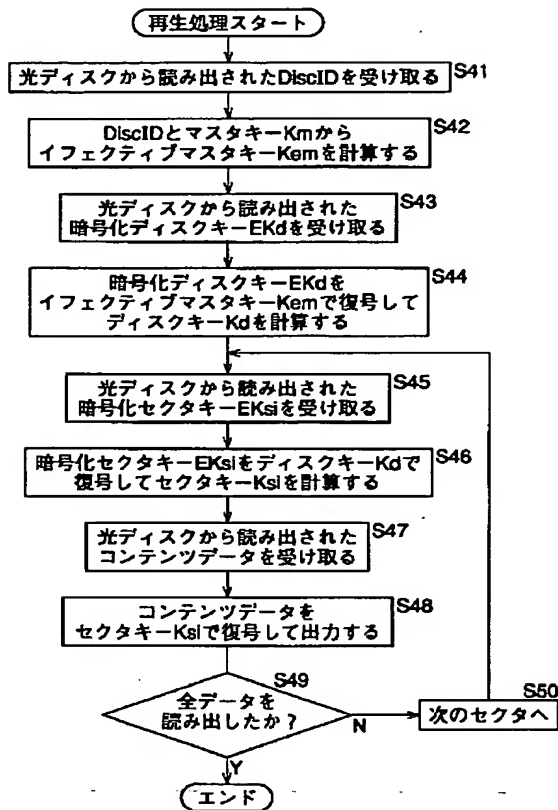 再生処理スタート
光ディスクから読み出されたDiscIDを受け取る
S41
DiscIDとマスタキーKmから
イフェクティブマスタキーKemを計算する
S42
光ディスクから読み出された
暗号化ディスクキーEKdを受け取る
S43
暗号化ディスクキーEKdを
イフェクティブマスタキーKemで復号して
ディスクキーKdを計算する
S44
光ディスクから読み出された
暗号化セクタキーEKsiを受け取る
S45
暗号化セクタキーEKsiをディスクキーKdで
復号してセクタキーKsiを計算する
S46
光ディスクから読み出された
コンテンツデータを受け取る
S47
コンテンツデータを
セクタキーKsiで復号して出力する
S48
S49
全データを
読み出したか?
N
S50
次のセクタへ
Y
エンド